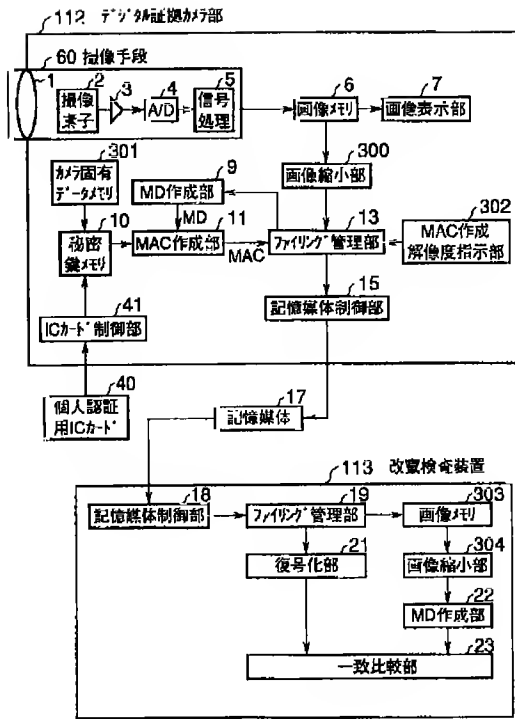 112 デジタル証拠カメラ部
60 撮像手段
1
2
撮像
素子
3
4
A/D
5
信号
処理
6
画像メモリ
7
画像表示部
301
カメラ固有
データメモリ
9
MD作成部
300
画像縮小部
MD
10
秘密
鍵メモリ
11
MAC作成部
MAC
13
ファイリング管理部
302
MAC作成
解像度指示部
41
ICカード制御部
15
記憶媒体制御部
40
個人認証
用ICカード
17
記憶媒体
113 改竄検査装置
18
記憶媒体制御部
19
ファイリング管理部
303
画像メモリ
21
復号化部
304
画像縮小部
22
MD作成部
23
一致比較部